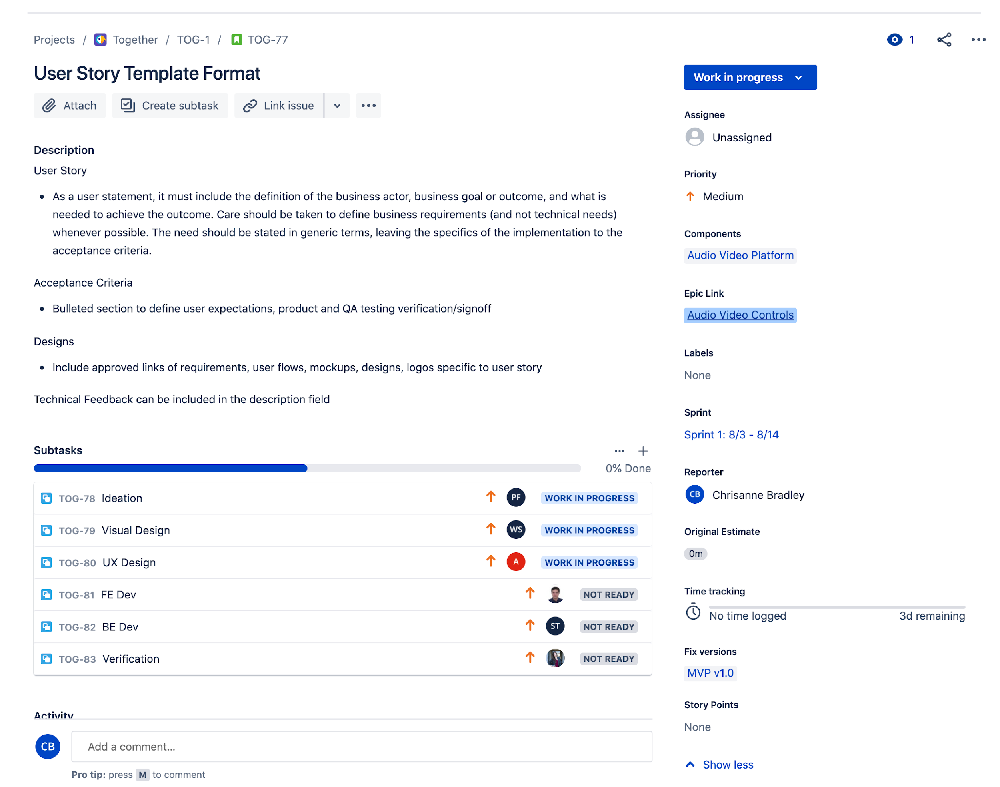 Projects / Together / TOG-1 / TOG-77
1
User Story Template Format
Work in progress
Attach
Create subtask
Link issue
Description
User Story
• As a user statement, it must include the definition of the business actor, business goal or outcome, and what is
needed to achieve the outcome. Care should be taken to define business requirements (and not technical needs)
whenever possible. The need should be stated in generic terms, leaving the specifics of the implementation to the
acceptance criteria.
Acceptance Criteria
• Bulleted section to define user expectations, product and QA testing verification/signoff
Designs
• Include approved links of requirements, user flows, mockups, designs, logos specific to user story
Technical Feedback can be included in the description field
Subtasks
0% Done
TOG-78 Ideation PF WORK IN PROGRESS
TOG-79 Visual Design WS WORK IN PROGRESS
TOG-80 UX Design A WORK IN PROGRESS
TOG-81 FE Dev NOT READY
TOG-82 BE Dev ST NOT READY
TOG-83 Verification NOT READY
Activity
CB Add a comment...
Pro tip: press M to comment
Assignee
Unassigned
Priority
Medium
Components
Audio Video Platform
Epic Link
Audio Video Controls
Labels
None
Sprint
Sprint 1: 8/3 - 8/14
Reporter
CB Chrisanne Bradley
Original Estimate
0m
Time tracking
No time logged 3d remaining
Fix versions
MVP v1.0
Story Points
None
Show less